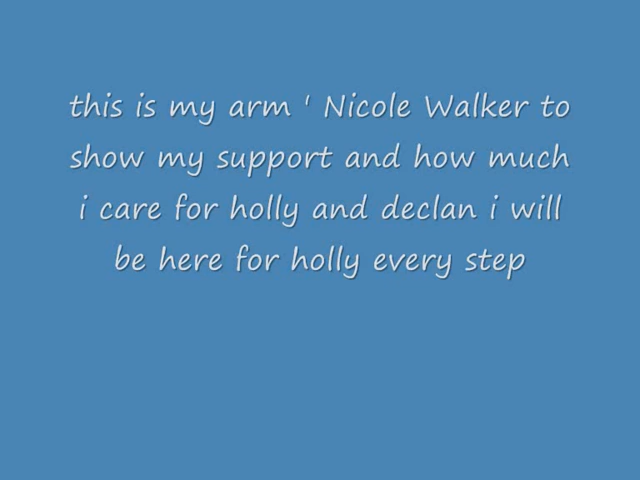 this is my arm ' Nicole Walker to
show my support and how much
i care for holly and declan i will
be here for holly every step